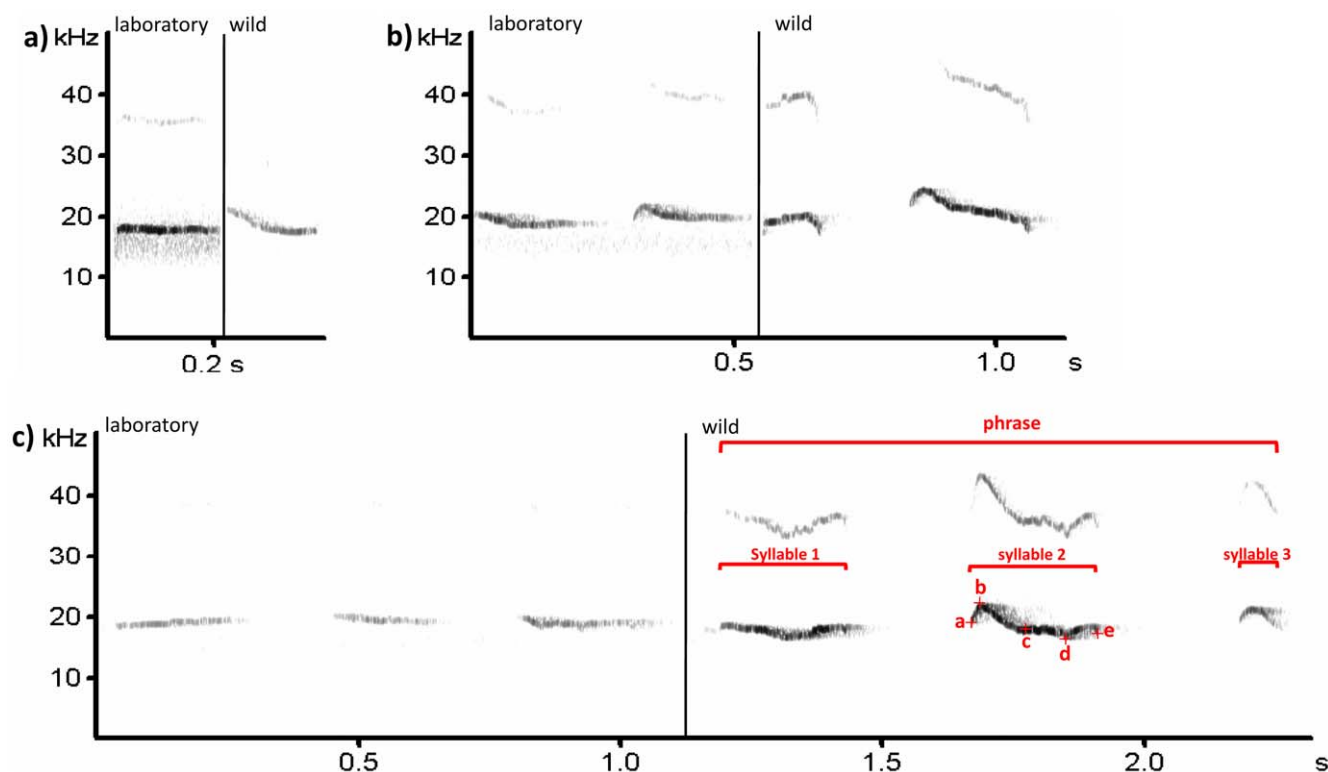 a) kHz laboratory wild
40
30
20
10
0.2 s
b) kHz laboratory wild
40
30
20
10
0.5 1.0 s
c) kHz laboratory wild phrase
40
30 Syllable 1 syllable 2 syllable 3
20 b
a c d e
10
0.5 1.0 1.5 2.0 s